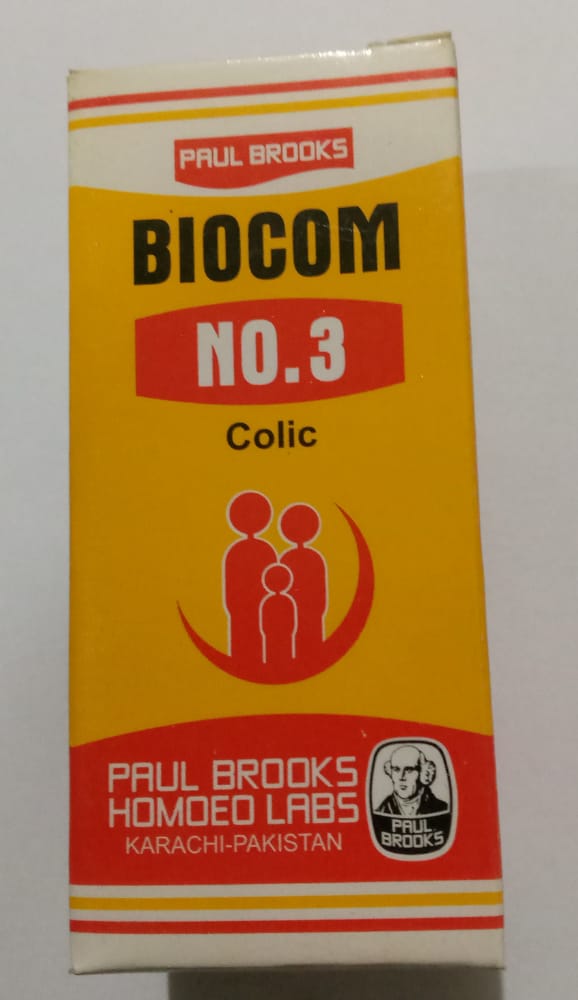 PAUL BROOKS
BIOCOM
NO.3
Colic
PAUL BROOKS
HOMOEO LABS
KARACHI-PAKISTAN
PAUL
BROOKS